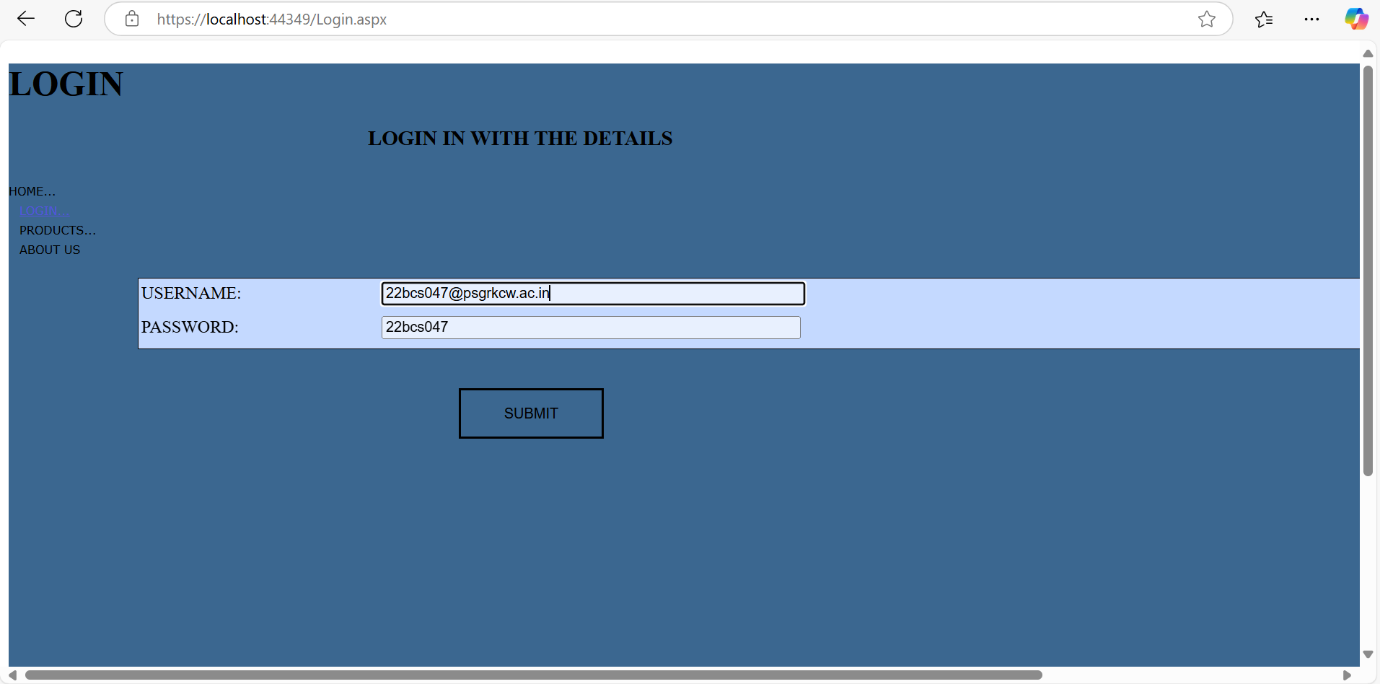 https://localhost:44349/Login.aspx
LOGIN
LOGIN IN WITH THE DETAILS
HOME...
LOGIN...
PRODUCTS...
ABOUT US
USERNAME: 22bcs047@psgrkcw.ac.in
PASSWORD: 22bcs047
SUBMIT